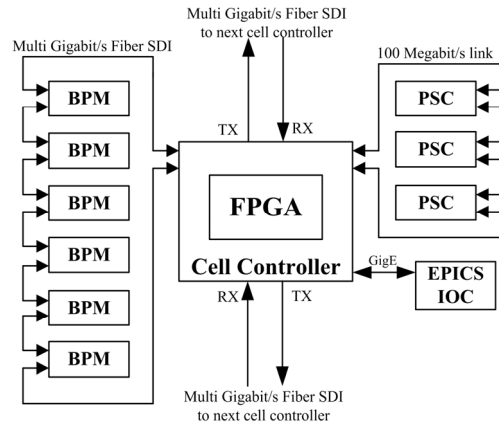 Multi Gigabit/s Fiber SDI
to next cell controller
Multi Gigabit/s Fiber SDI
100 Megabit/s link
BPM
BPM
BPM
BPM
BPM
BPM
TX
RX
FPGA
Cell Controller
RX
TX
PSC
PSC
PSC
GigE
EPICS
IOC
Multi Gigabit/s Fiber SDI
to next cell controller